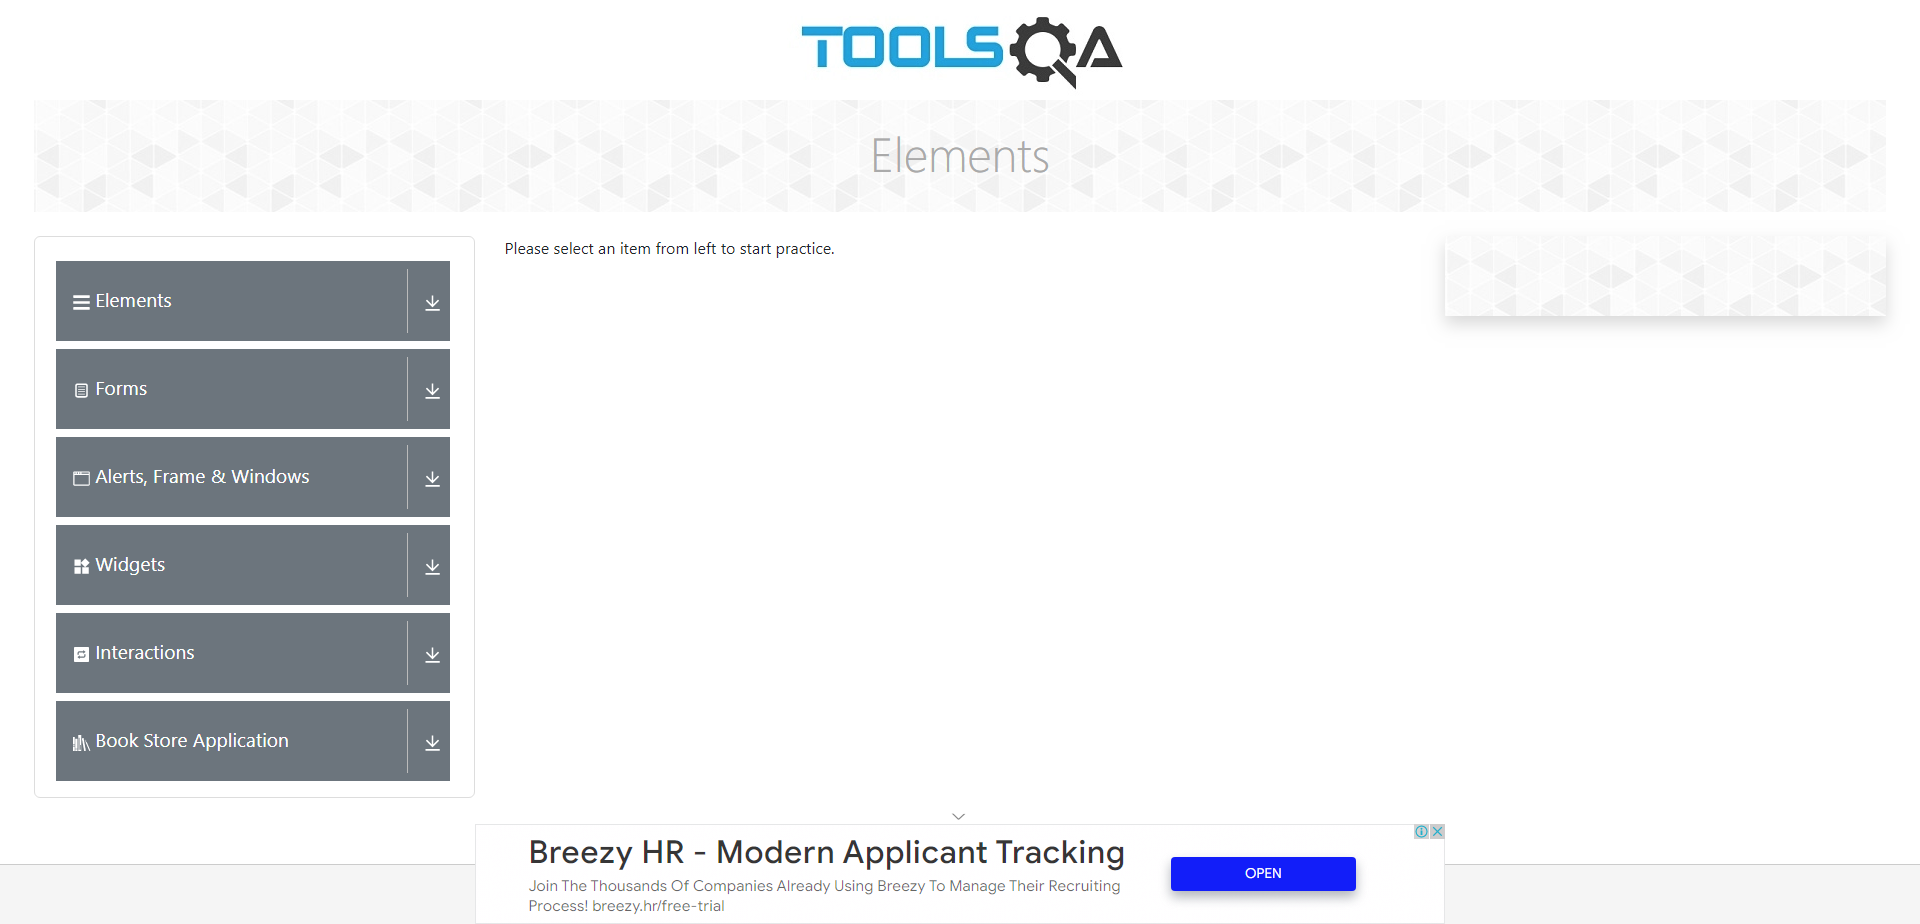 TOOLSQA
Elements
Please select an item from left to start practice.
Elements
Forms
Alerts, Frame & Windows
Widgets
Interactions
Book Store Application
Breezy HR - Modern Applicant Tracking
Join The Thousands Of Companies Already Using Breezy To Manage Their Recruiting
Process! breezy.hr/free-trial
OPEN